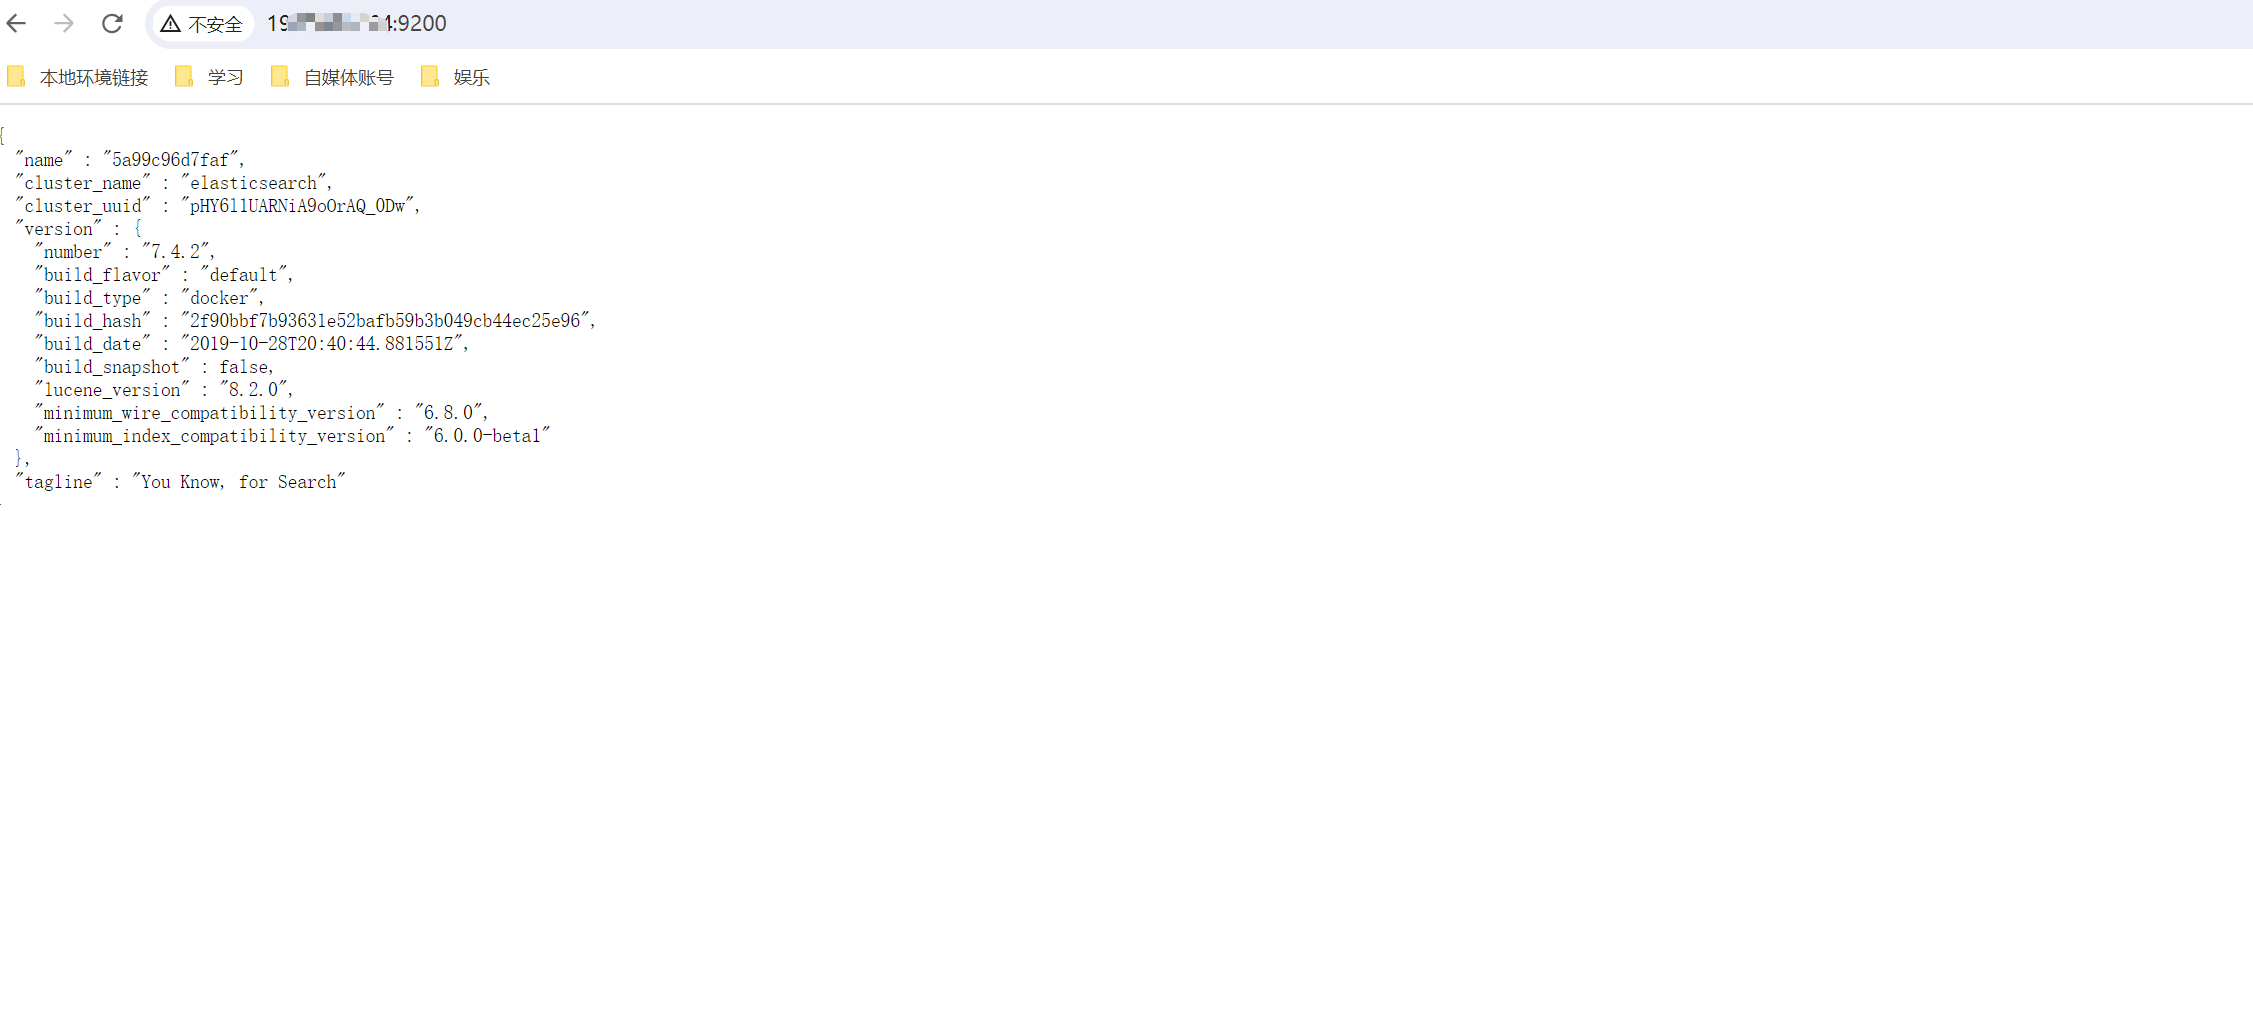 不安全 19 4:9200
本地环境链接 学习 自媒体账号 娱乐
{
"name" : "5a99c96d7faf",
"cluster_name" : "elasticsearch",
"cluster_uuid" : "pHY6l1UARNiA9oOrAQ_0Dw",
"version" : {
"number" : "7.4.2",
"build_flavor" : "default",
"build_type" : "docker",
"build_hash" : "2f90bbf7b93631e52bafb59b3b049cb44ec25e96",
"build_date" : "2019-10-28T20:40:44.881551Z",
"build_snapshot" : false,
"lucene_version" : "8.2.0",
"minimum_wire_compatibility_version" : "6.8.0",
"minimum_index_compatibility_version" : "6.0.0-beta1"
},
"tagline" : "You Know, for Search"